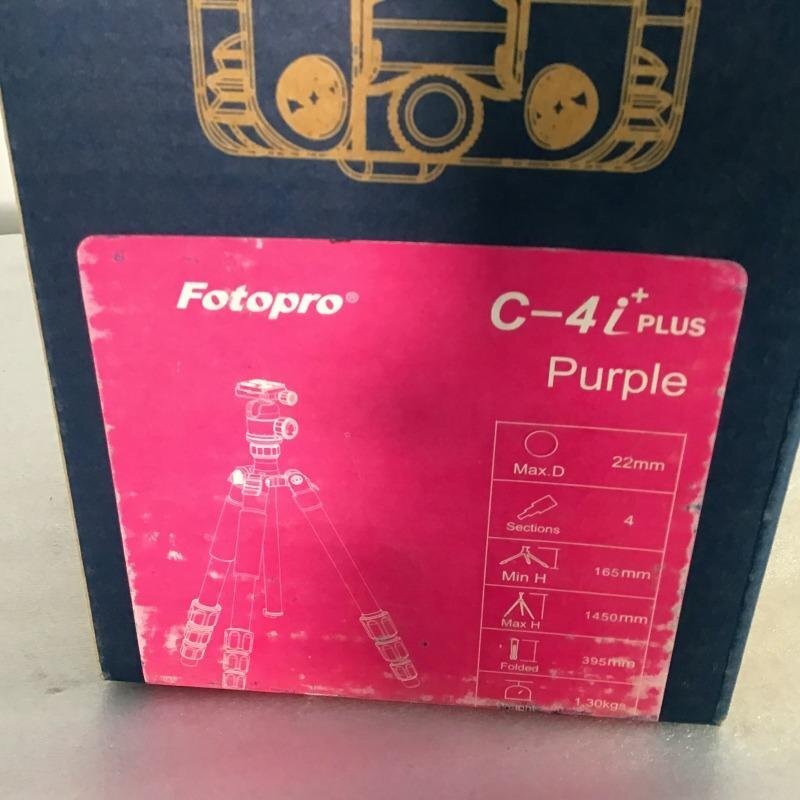 Fotopro®
C-4i+ PLUS
Purple
Max.D 22mm
Sections 4
Min H 165mm
Max H 1450mm
Folded 395mm
1.30kgs